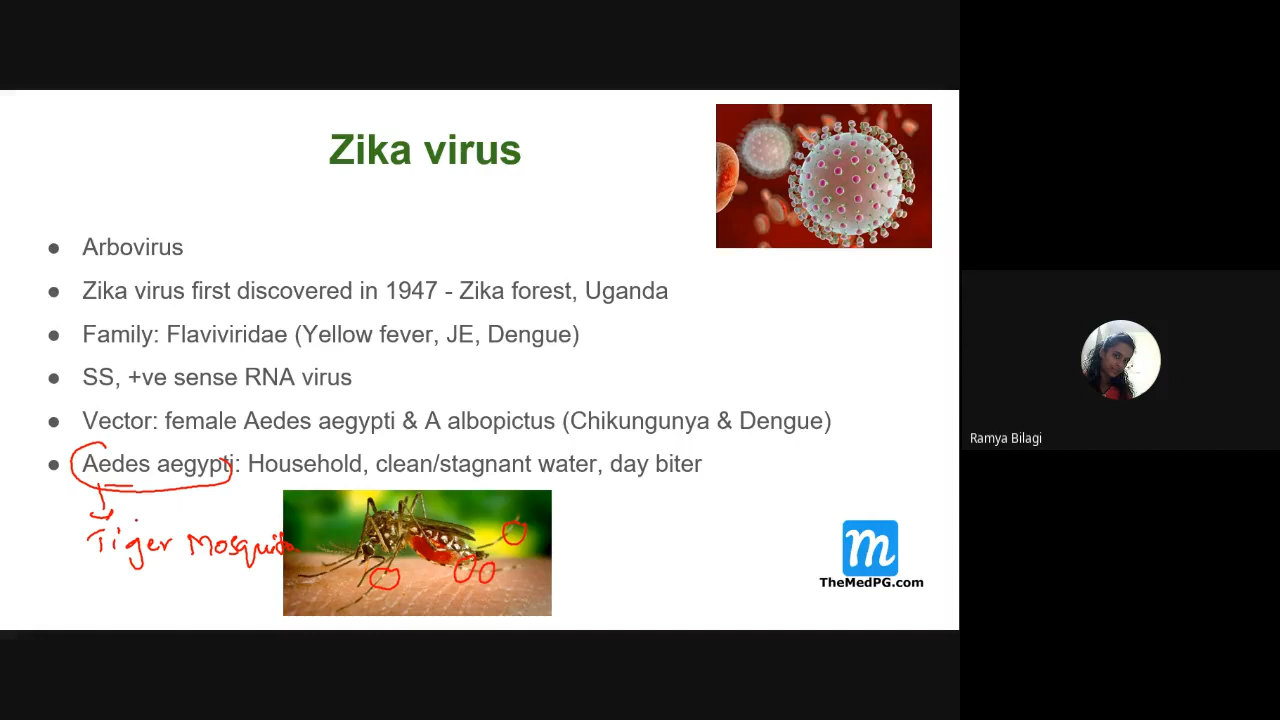 Zika virus
● Arbovirus
● Zika virus first discovered in 1947 - Zika forest, Uganda
● Family: Flaviviridae (Yellow fever, JE, Dengue)
● SS, +ve sense RNA virus
● Vector: female Aedes aegypti & A albopictus (Chikungunya & Dengue)
● Aedes aegypti: Household, clean/stagnant water, day biter
Tiger Mosquito
m
TheMedPG.com
Ramya Bilagi